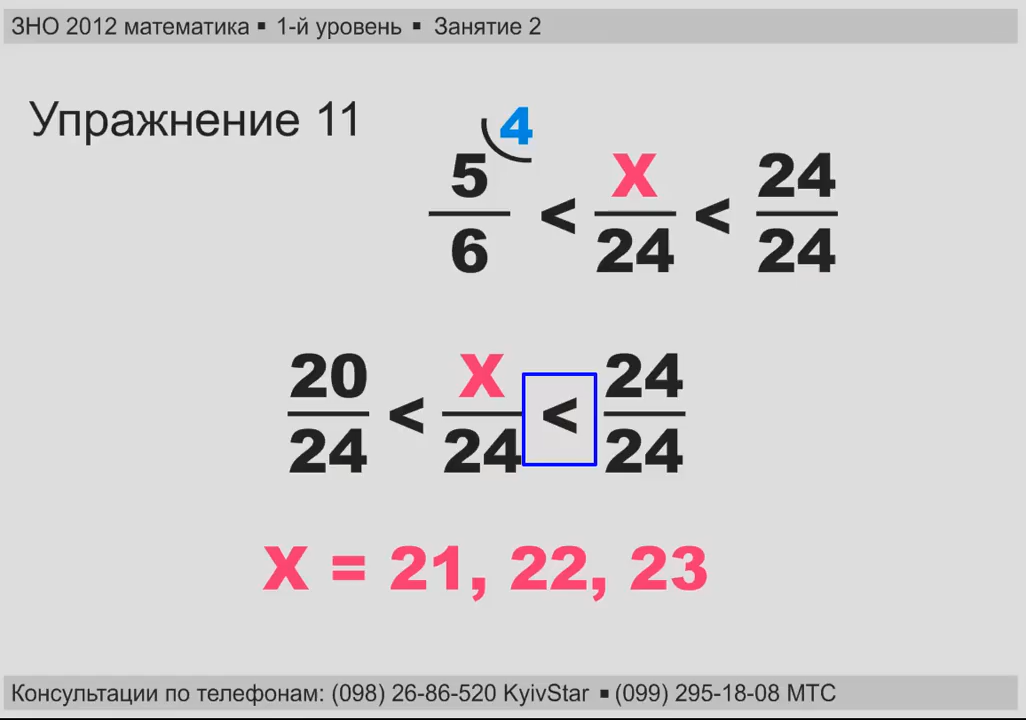 ЗНО 2012 математика ▪ 1-й уровень ▪ Занятие 2
Упражнение 11
4
5/6 < X/24 < 24/24
20/24 < X/24 < 24/24
X = 21, 22, 23
Консультации по телефонам: (098) 26-86-520 KyivStar ▪ (099) 295-18-08 МТС